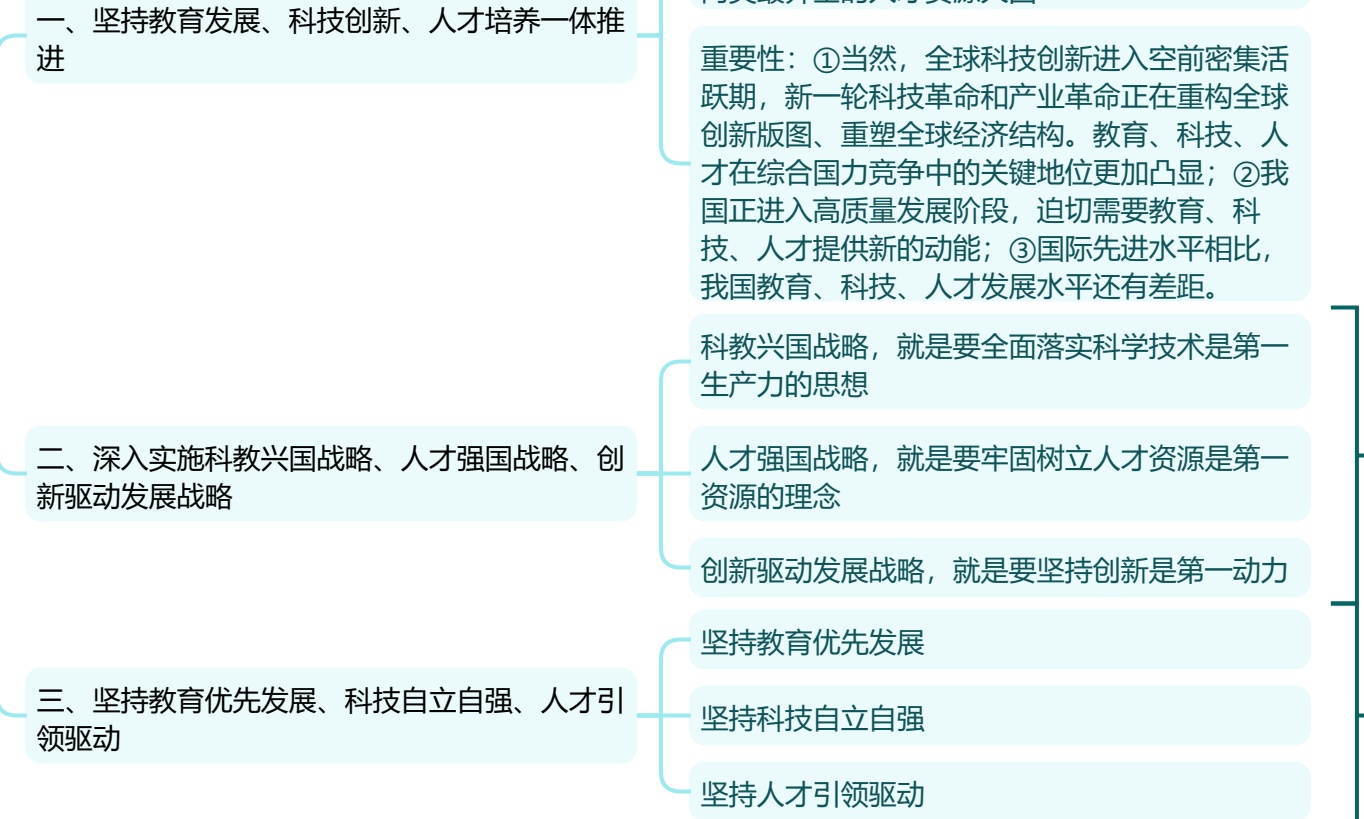 一、坚持教育发展、科技创新、人才培养一体推
进
重要性：①当然，全球科技创新进入空前密集活
跃期，新一轮科技革命和产业革命正在重构全球
创新版图、重塑全球经济结构。教育、科技、人
才在综合国力竞争中的关键地位更加凸显；②我
国正进入高质量发展阶段，迫切需要教育、科
技、人才提供新的动能；③国际先进水平相比，
我国教育、科技、人才发展水平还有差距。
科教兴国战略，就是要全面落实科学技术是第一
生产力的思想
二、深入实施科教兴国战略、人才强国战略、创
新驱动发展战略
人才强国战略，就是要牢固树立人才资源是第一
资源的理念
创新驱动发展战略，就是要坚持创新是第一动力
坚持教育优先发展
三、坚持教育优先发展、科技自立自强、人才引
领驱动
坚持科技自立自强
坚持人才引领驱动